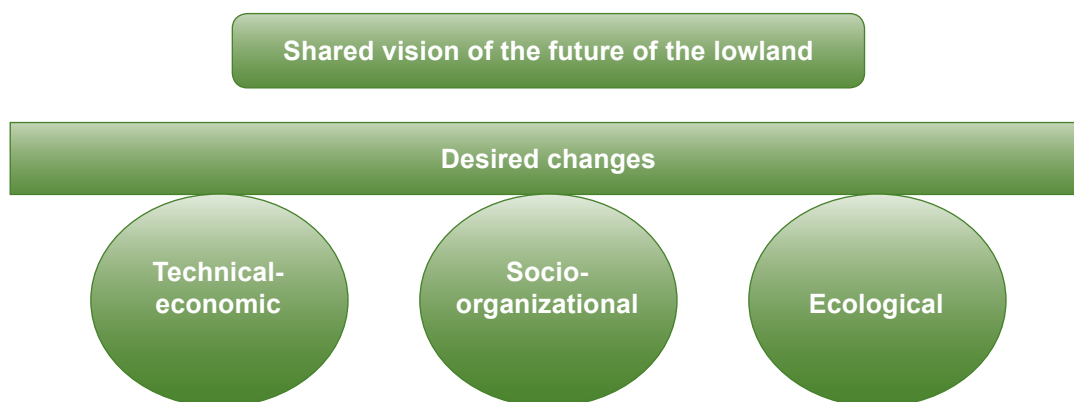 Shared vision of the future of the lowland
Desired changes
Technical-
economic
Socio-
organizational
Ecological